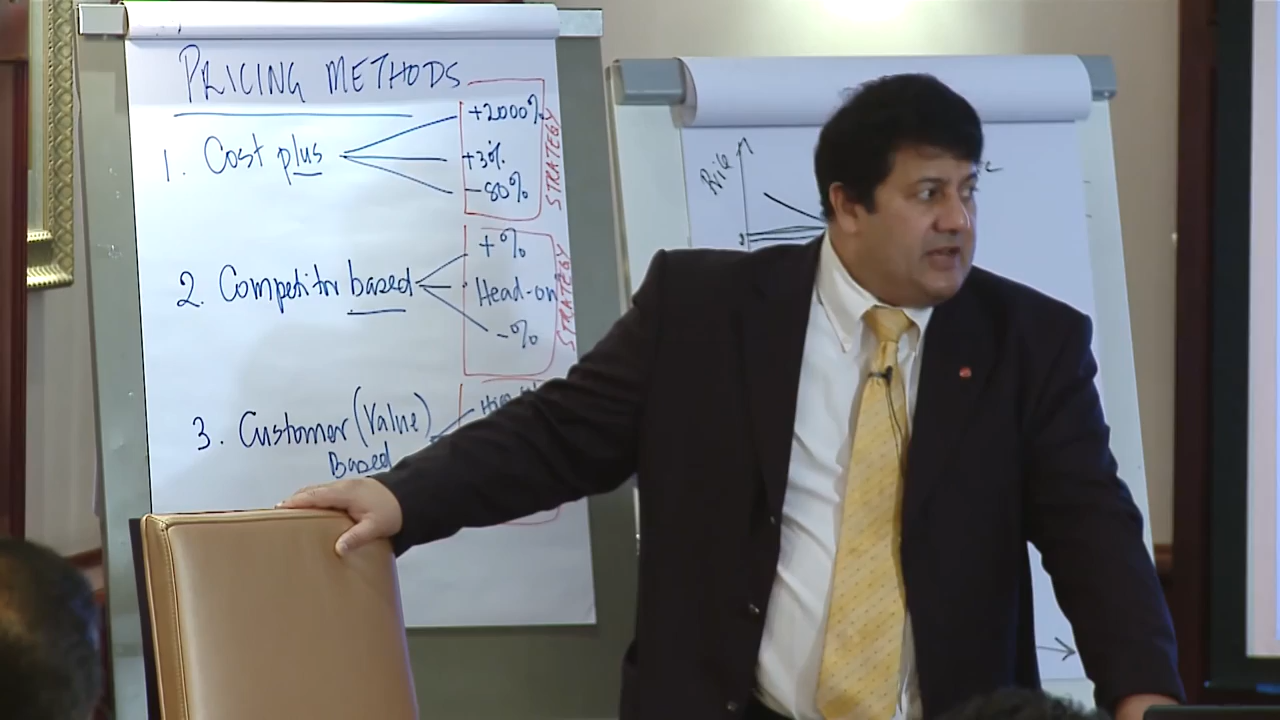 PRICING METHODS
1. Cost plus
+2000%
+3%
-80%
STRATEGY
2. Competitor based
+%
Head-on
-%
STRATEGY
3. Customer (Value)
Based
Price